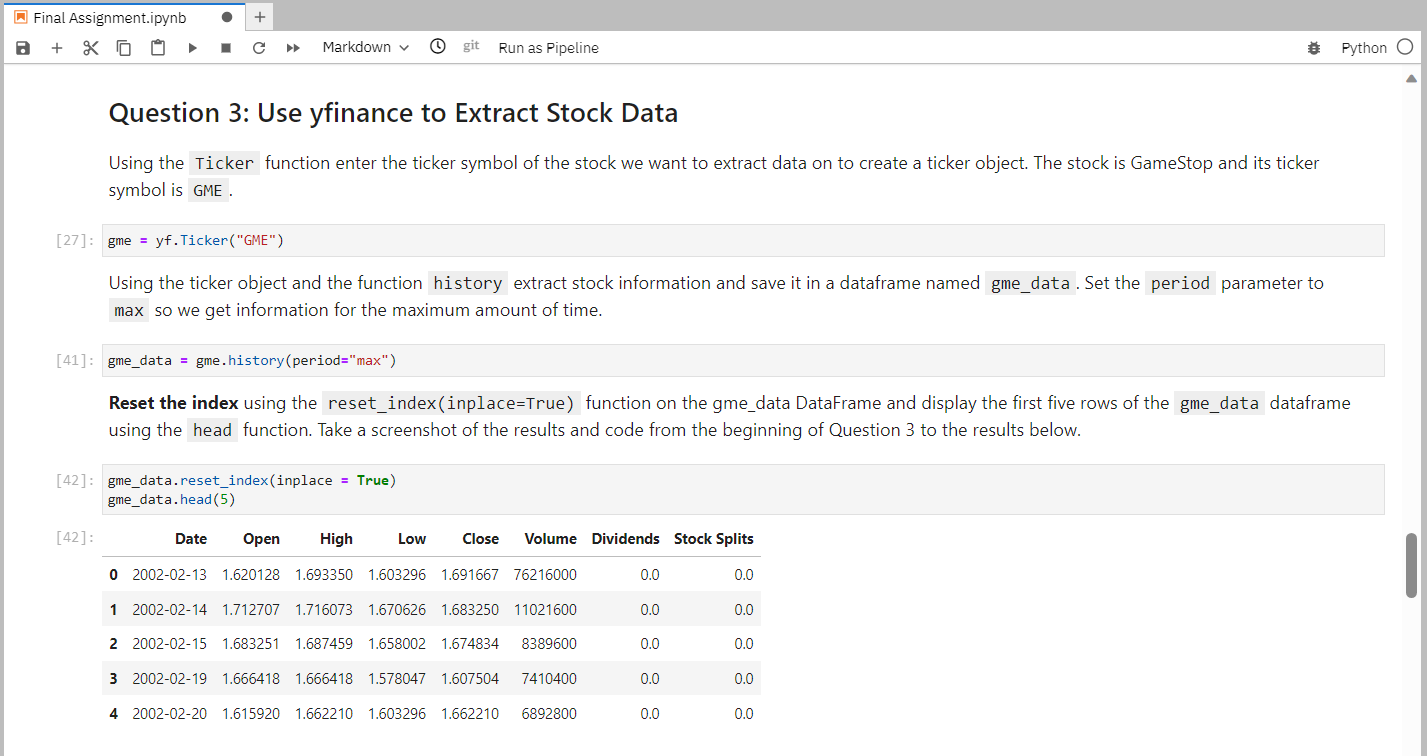 Final Assignment.ipynb
Markdown git Run as Pipeline Python
Question 3: Use yfinance to Extract Stock Data
Using the Ticker function enter the ticker symbol of the stock we want to extract data on to create a ticker object. The stock is GameStop and its ticker
symbol is GME .
[27]: gme = yf.Ticker("GME")
Using the ticker object and the function history extract stock information and save it in a dataframe named gme_data . Set the period parameter to
max so we get information for the maximum amount of time.
[41]: gme_data = gme.history(period="max")
Reset the index using the reset_index(inplace=True) function on the gme_data DataFrame and display the first five rows of the gme_data dataframe
using the head function. Take a screenshot of the results and code from the beginning of Question 3 to the results below.
[42]: gme_data.reset_index(inplace = True)
gme_data.head(5)
[42]: Date Open High Low Close Volume Dividends Stock Splits
0 2002-02-13 1.620128 1.693350 1.603296 1.691667 76216000 0.0 0.0
1 2002-02-14 1.712707 1.716073 1.670626 1.683250 11021600 0.0 0.0
2 2002-02-15 1.683251 1.687459 1.658002 1.674834 8389600 0.0 0.0
3 2002-02-19 1.666418 1.666418 1.578047 1.607504 7410400 0.0 0.0
4 2002-02-20 1.615920 1.662210 1.603296 1.662210 6892800 0.0 0.0